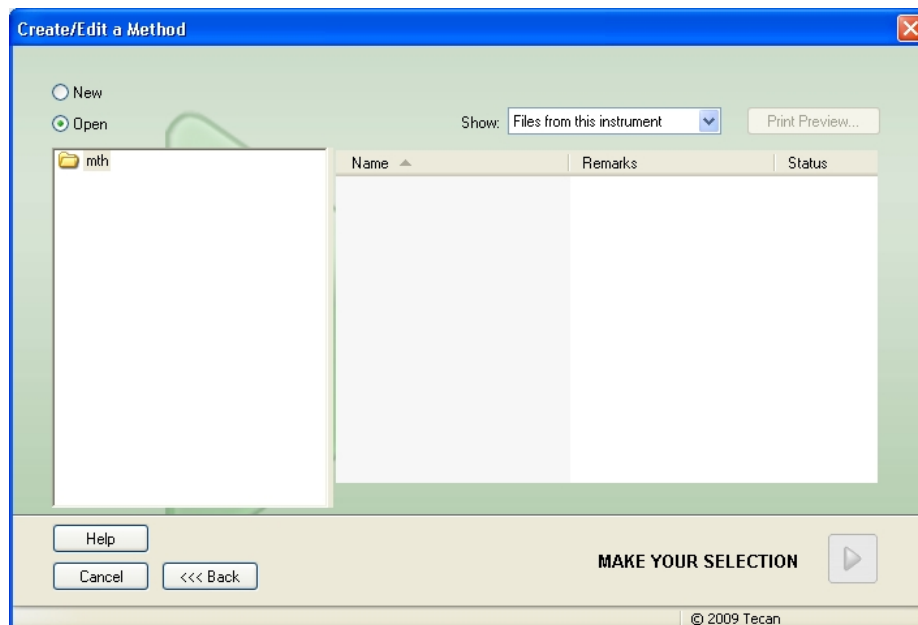 Create/Edit a Method
New
Open
Show: Files from this instrument
Print Preview...
mth
Name Remarks Status
Help
Cancel <<< Back
MAKE YOUR SELECTION
© 2009 Tecan